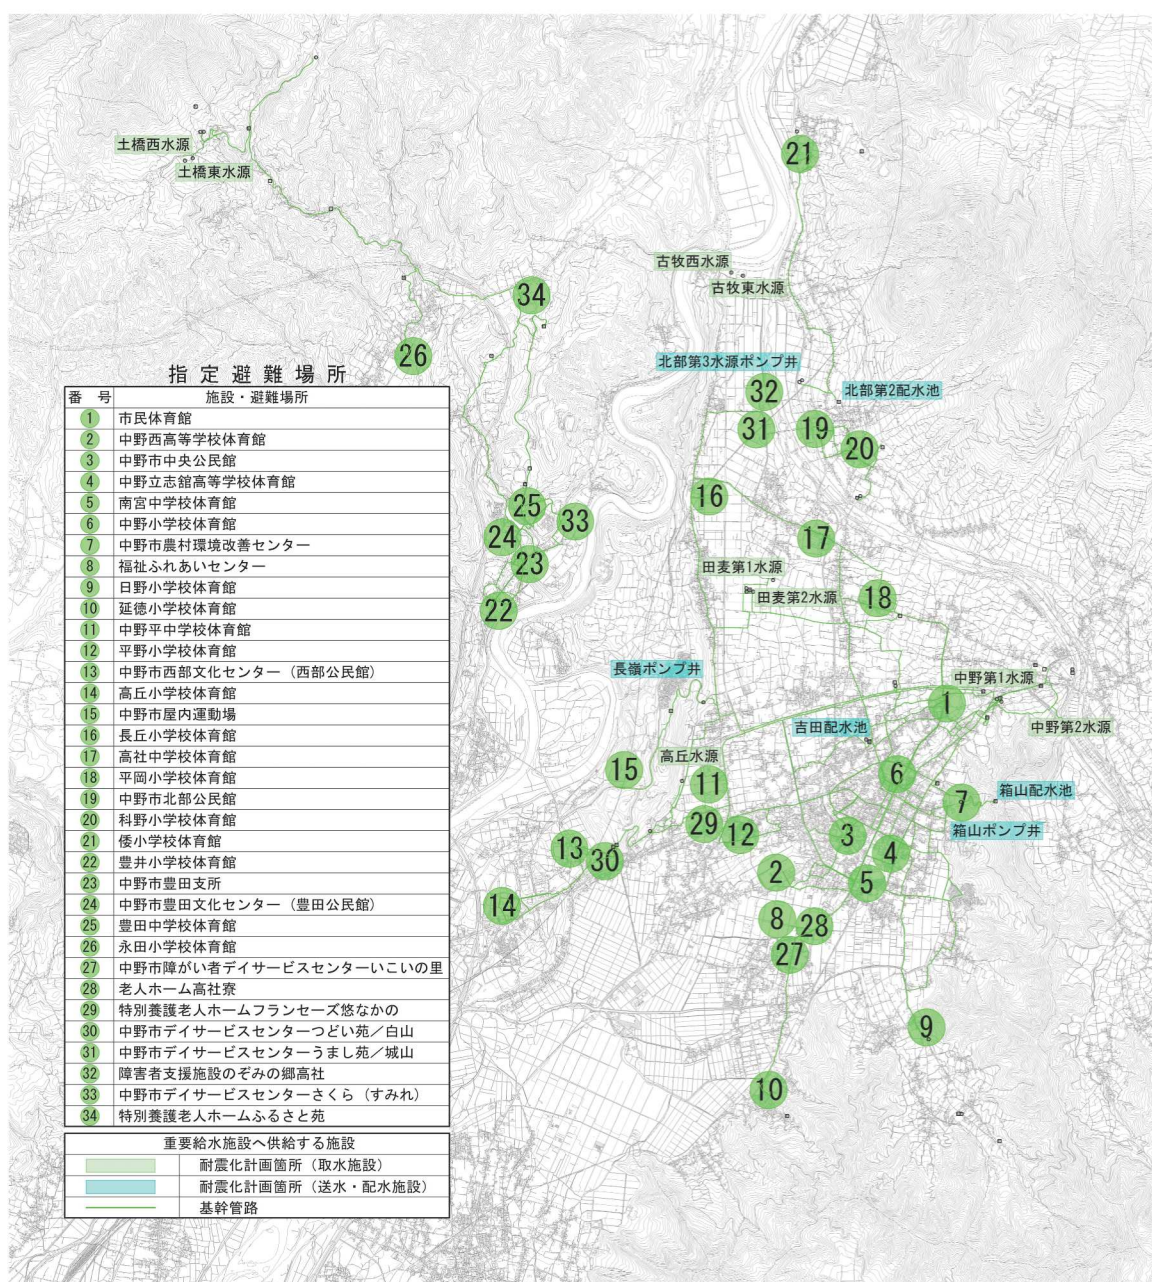 土橋西水源
土橋東水源
21
古牧西水源
古牧東水源
34
26
北部第3水源ポンプ井
32
北部第2配水池
31
19
20
16
25
33
24
17
23
田麦第1水源
田麦第2水源
18
22
長嶺ポンプ井
中野第1水源
1
吉田配水池
中野第2水源
高丘水源
15
11
6
7
箱山配水池
箱山ポンプ井
29
12
3
13
30
4
2
5
14
8
28
27
9
10
指定避難場所
番 号 施設・避難場所
1 市民体育館
2 中野西高等学校体育館
3 中野市中央公民館
4 中野立志館高等学校体育館
5 南宮中学校体育館
6 中野小学校体育館
7 中野市農村環境改善センター
8 福祉ふれあいセンター
9 日野小学校体育館
10 延徳小学校体育館
11 中野平中学校体育館
12 平野小学校体育館
13 中野市西部文化センター（西部公民館）
14 高丘小学校体育館
15 中野市屋内運動場
16 長丘小学校体育館
17 高社中学校体育館
18 平岡小学校体育館
19 中野市北部公民館
20 科野小学校体育館
21 倭小学校体育館
22 豊井小学校体育館
23 中野市豊田支所
24 中野市豊田文化センター（豊田公民館）
25 豊田中学校体育館
26 永田小学校体育館
27 中野市障がい者デイサービスセンターいこいの里
28 老人ホーム高社寮
29 特別養護老人ホームフランセーズ悠なかの
30 中野市デイサービスセンターつどい苑／白山
31 中野市デイサービスセンターうまし苑／城山
32 障害者支援施設のぞみの郷高社
33 中野市デイサービスセンターさくら（すみれ）
34 特別養護老人ホームふるさと苑
重要給水施設へ供給する施設
耐震化計画箇所（取水施設）
耐震化計画箇所（送水・配水施設）
基幹管路